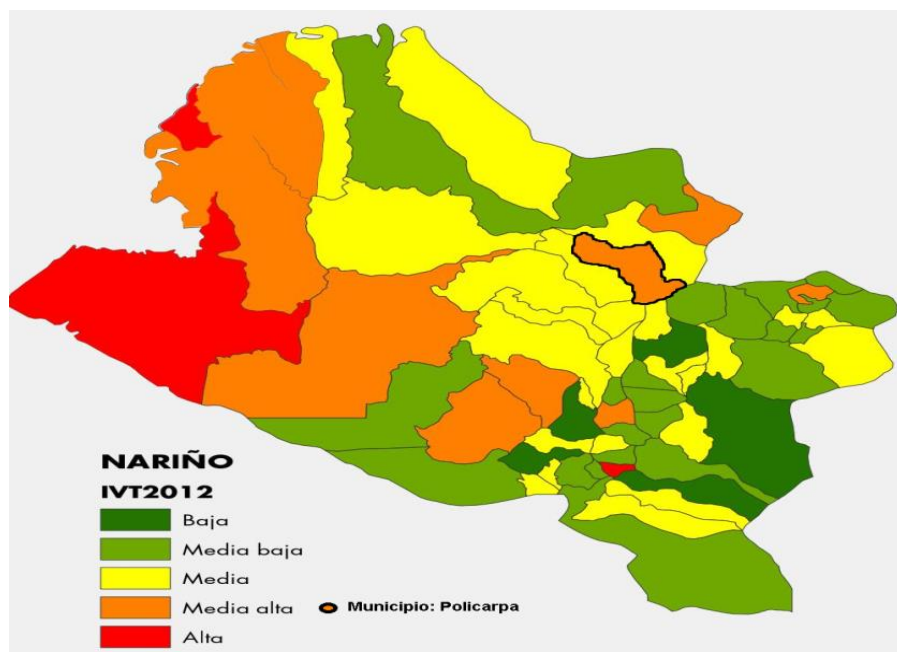 NARIÑO
IVT2012
Baja
Media baja
Media
Media alta
Municipio: Policarpa
Alta